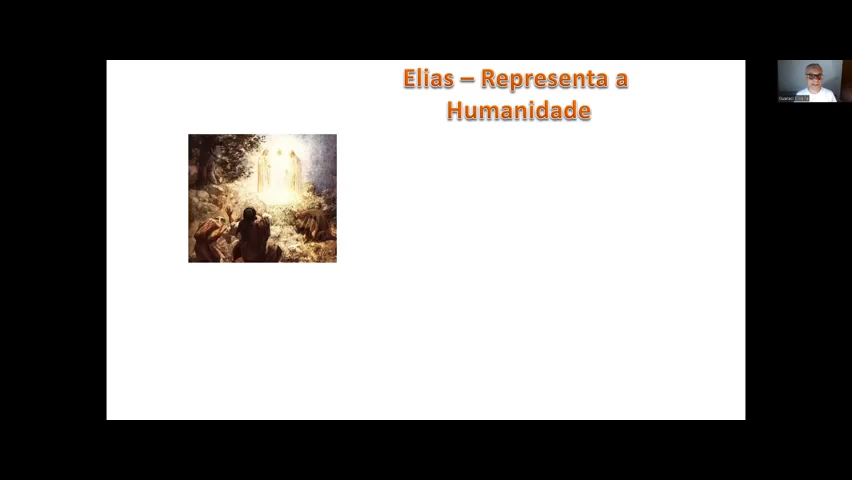 Elias – Representa a
Humanidade